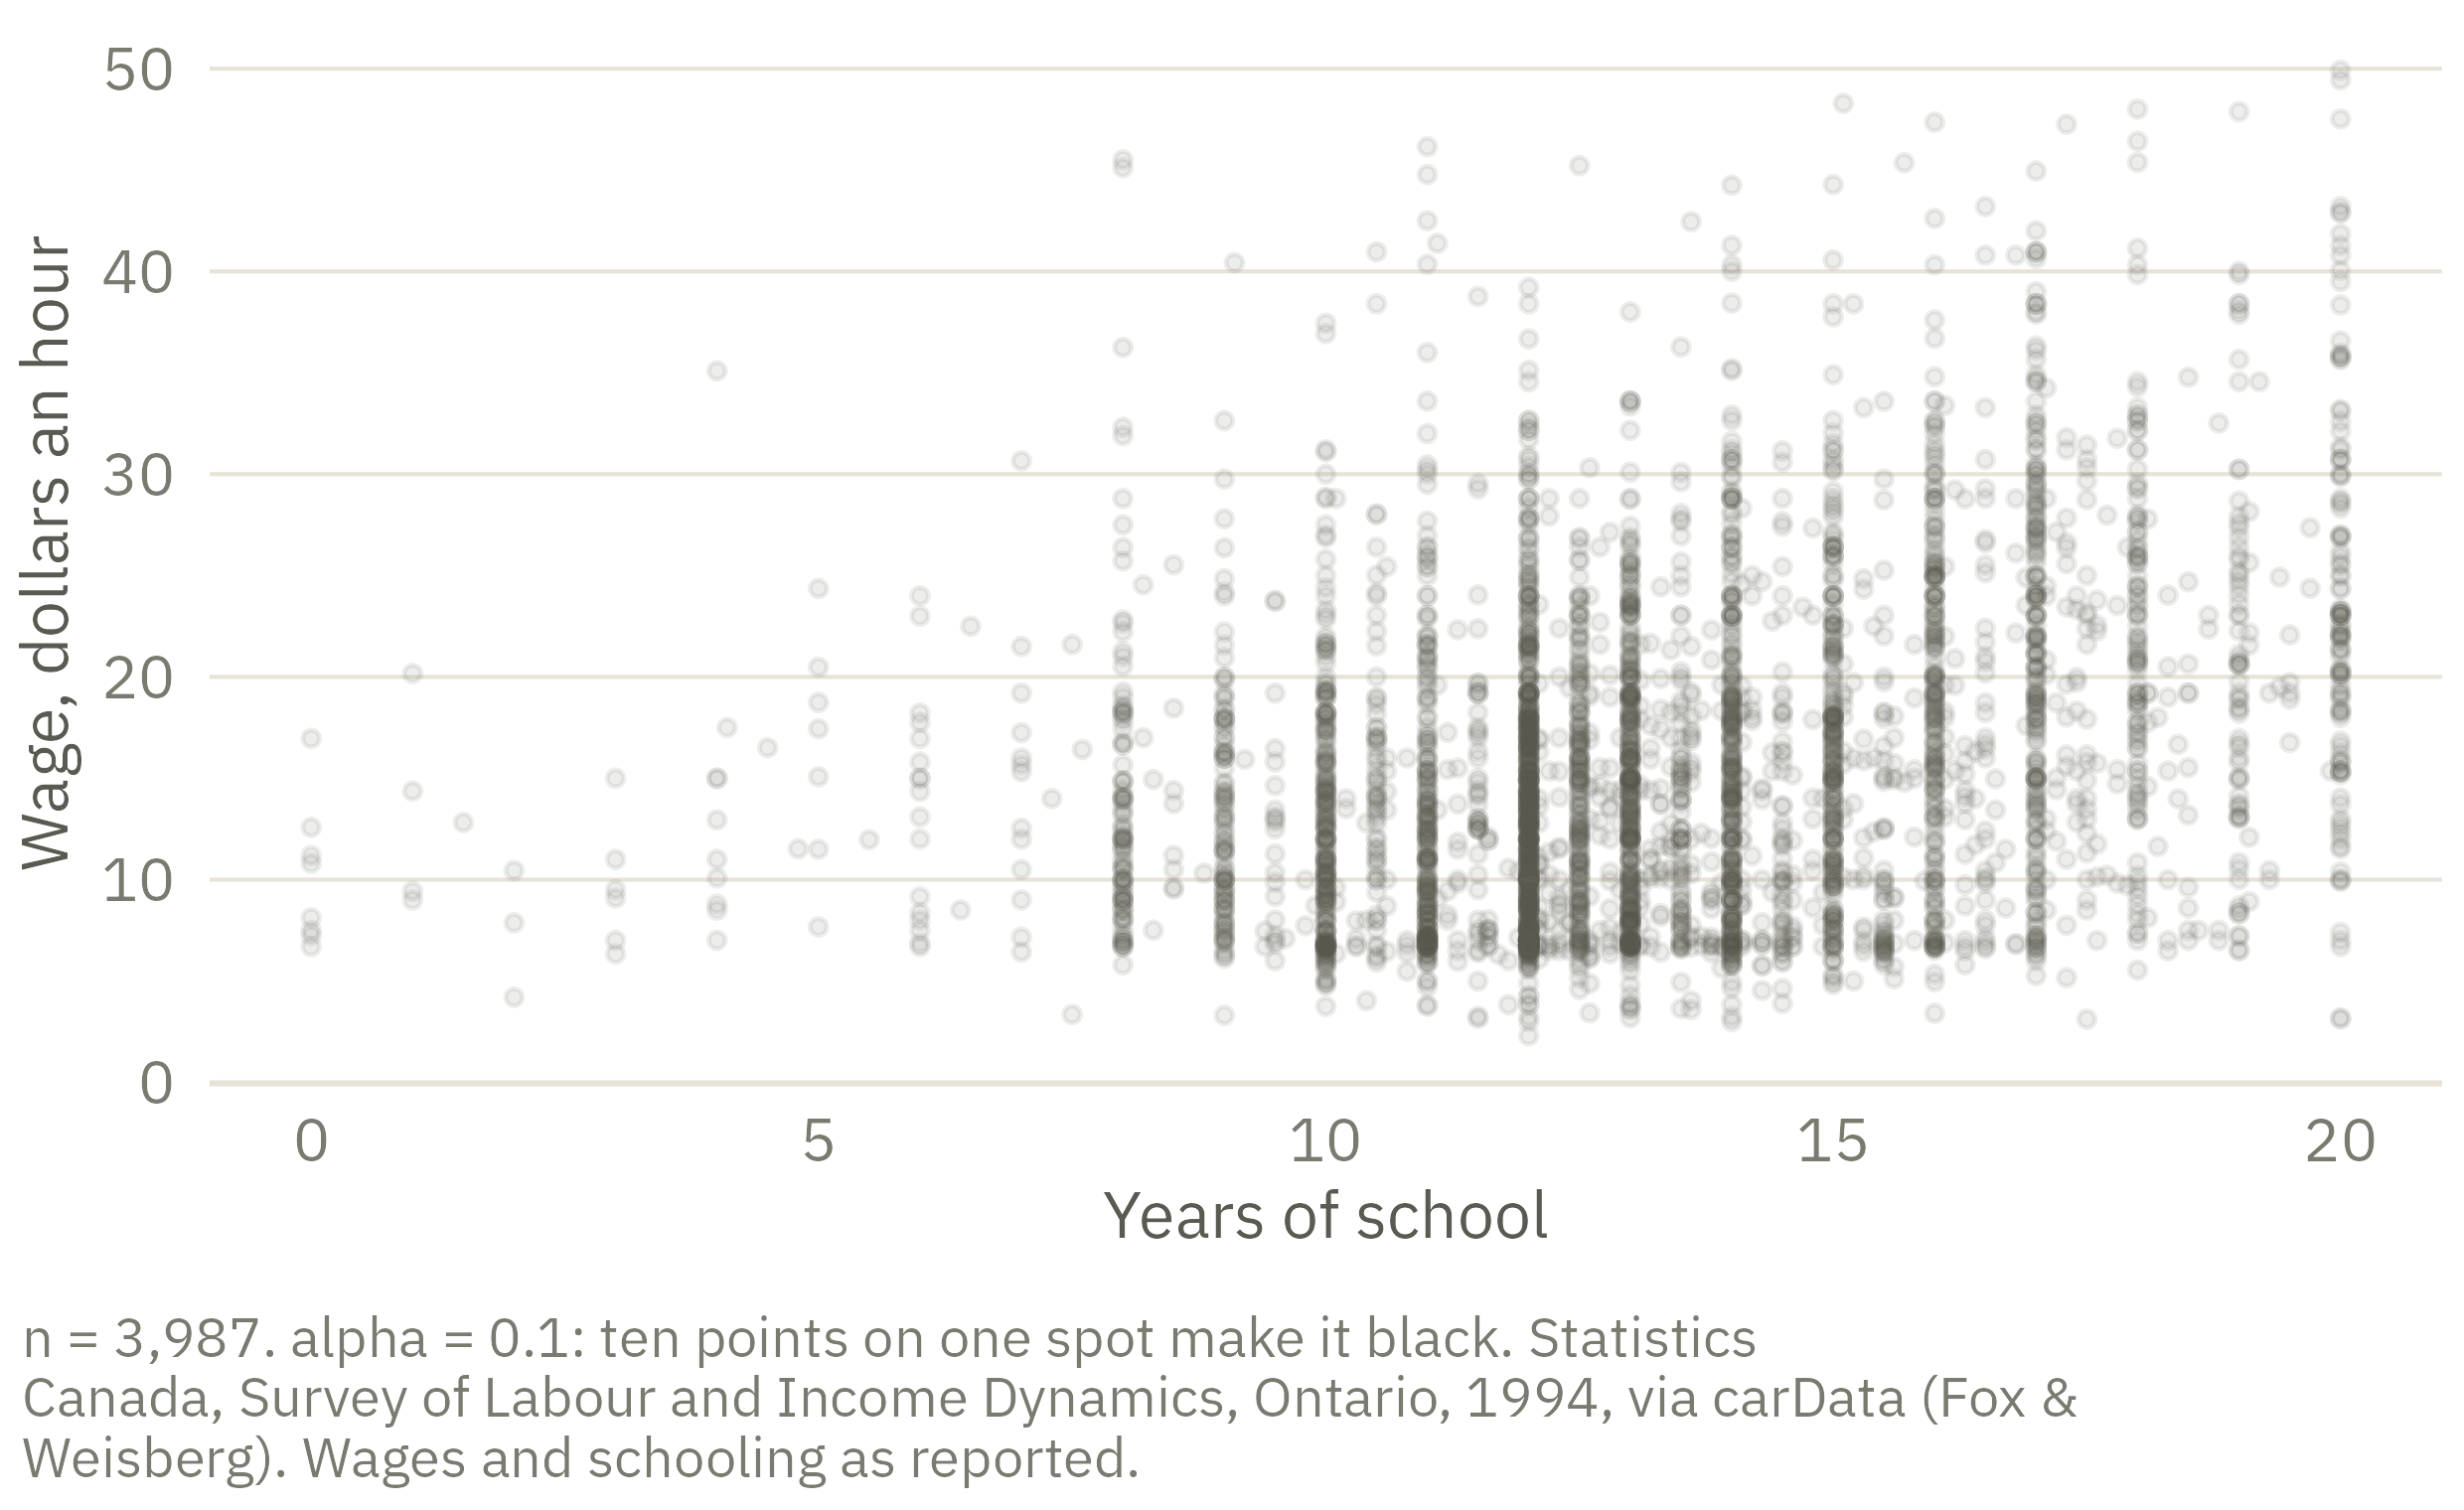 50
40
30
20
10
0
Wage, dollars an hour
0 5 10 15 20
Years of school
n = 3,987. alpha = 0.1: ten points on one spot make it black. Statistics
Canada, Survey of Labour and Income Dynamics, Ontario, 1994, via carData (Fox &
Weisberg). Wages and schooling as reported.